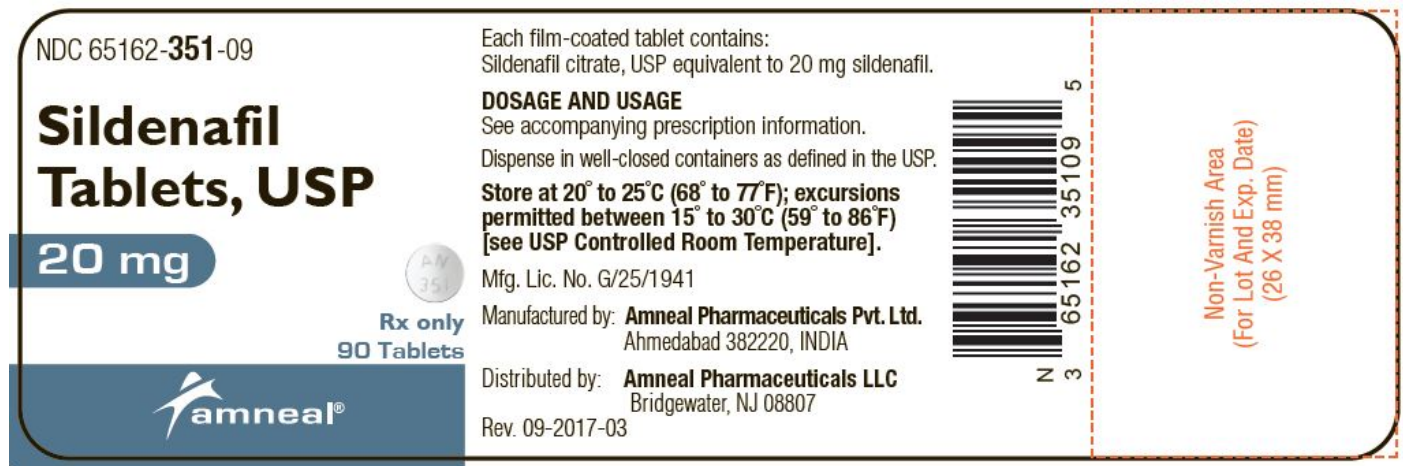 NDC 65162-351-09
Sildenafil
Tablets, USP
20 mg
AN
351
Rx only
90 Tablets
amneal®
Each film-coated tablet contains:
Sildenafil citrate, USP equivalent to 20 mg sildenafil.
DOSAGE AND USAGE
See accompanying prescription information.
Dispense in well-closed containers as defined in the USP.
Store at 20° to 25°C (68° to 77°F); excursions
permitted between 15° to 30°C (59° to 86°F)
[see USP Controlled Room Temperature].
Mfg. Lic. No. G/25/1941
Manufactured by: Amneal Pharmaceuticals Pvt. Ltd.
Ahmedabad 382220, INDIA
Distributed by: Amneal Pharmaceuticals LLC
Bridgewater, NJ 08807
Rev. 09-2017-03
N 3 65162 35109 5
Non-Varnish Area
(For Lot And Exp. Date)
(26 X 38 mm)